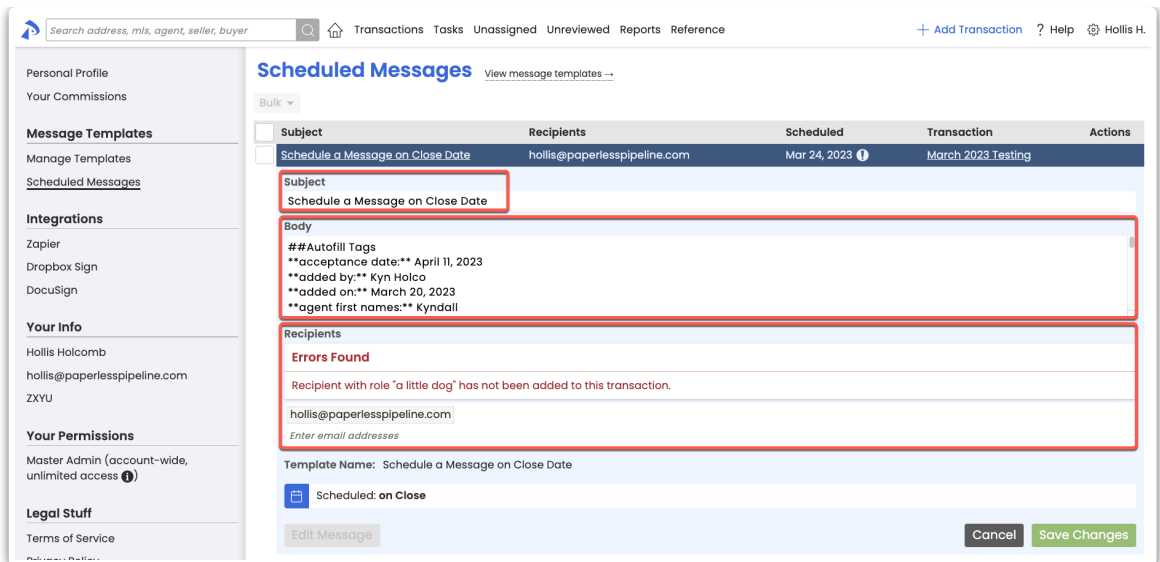 Search address, mls, agent, seller, buyer
Transactions Tasks Unassigned Unreviewed Reports Reference
+ Add Transaction ? Help Hollis H.
Personal Profile
Your Commissions
Message Templates
Manage Templates
Scheduled Messages
Integrations
Zapier
Dropbox Sign
DocuSign
Your Info
Hollis Holcomb
hollis@paperlesspipeline.com
ZXYU
Your Permissions
Master Admin (account-wide,
unlimited access i)
Legal Stuff
Terms of Service
Privacy Policy
Scheduled Messages View message templates →
Bulk
Subject Recipients Scheduled Transaction Actions
Schedule a Message on Close Date hollis@paperlesspipeline.com Mar 24, 2023 ! March 2023 Testing
Subject
Schedule a Message on Close Date
Body
##Autofill Tags
**acceptance date:** April 11, 2023
**added by:** Kyn Holco
**added on:** March 20, 2023
**agent first names:** Kyndall
Recipients
Errors Found
Recipient with role "a little dog" has not been added to this transaction.
hollis@paperlesspipeline.com
Enter email addresses
Template Name: Schedule a Message on Close Date
Scheduled: on Close
Edit Message Cancel Save Changes